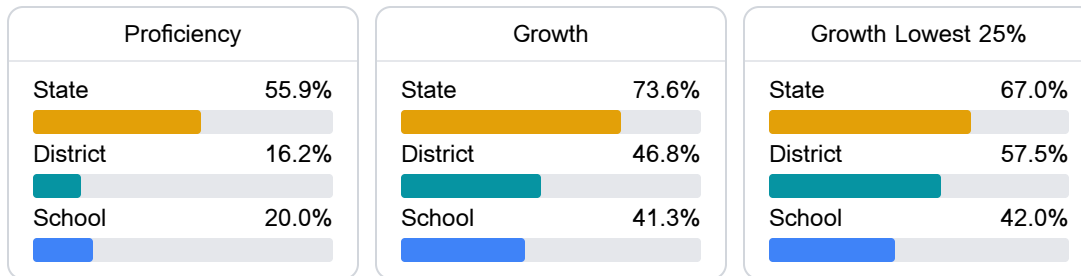 Proficiency
State 55.9%
District 16.2%
School 20.0%
Growth
State 73.6%
District 46.8%
School 41.3%
Growth Lowest 25%
State 67.0%
District 57.5%
School 42.0%